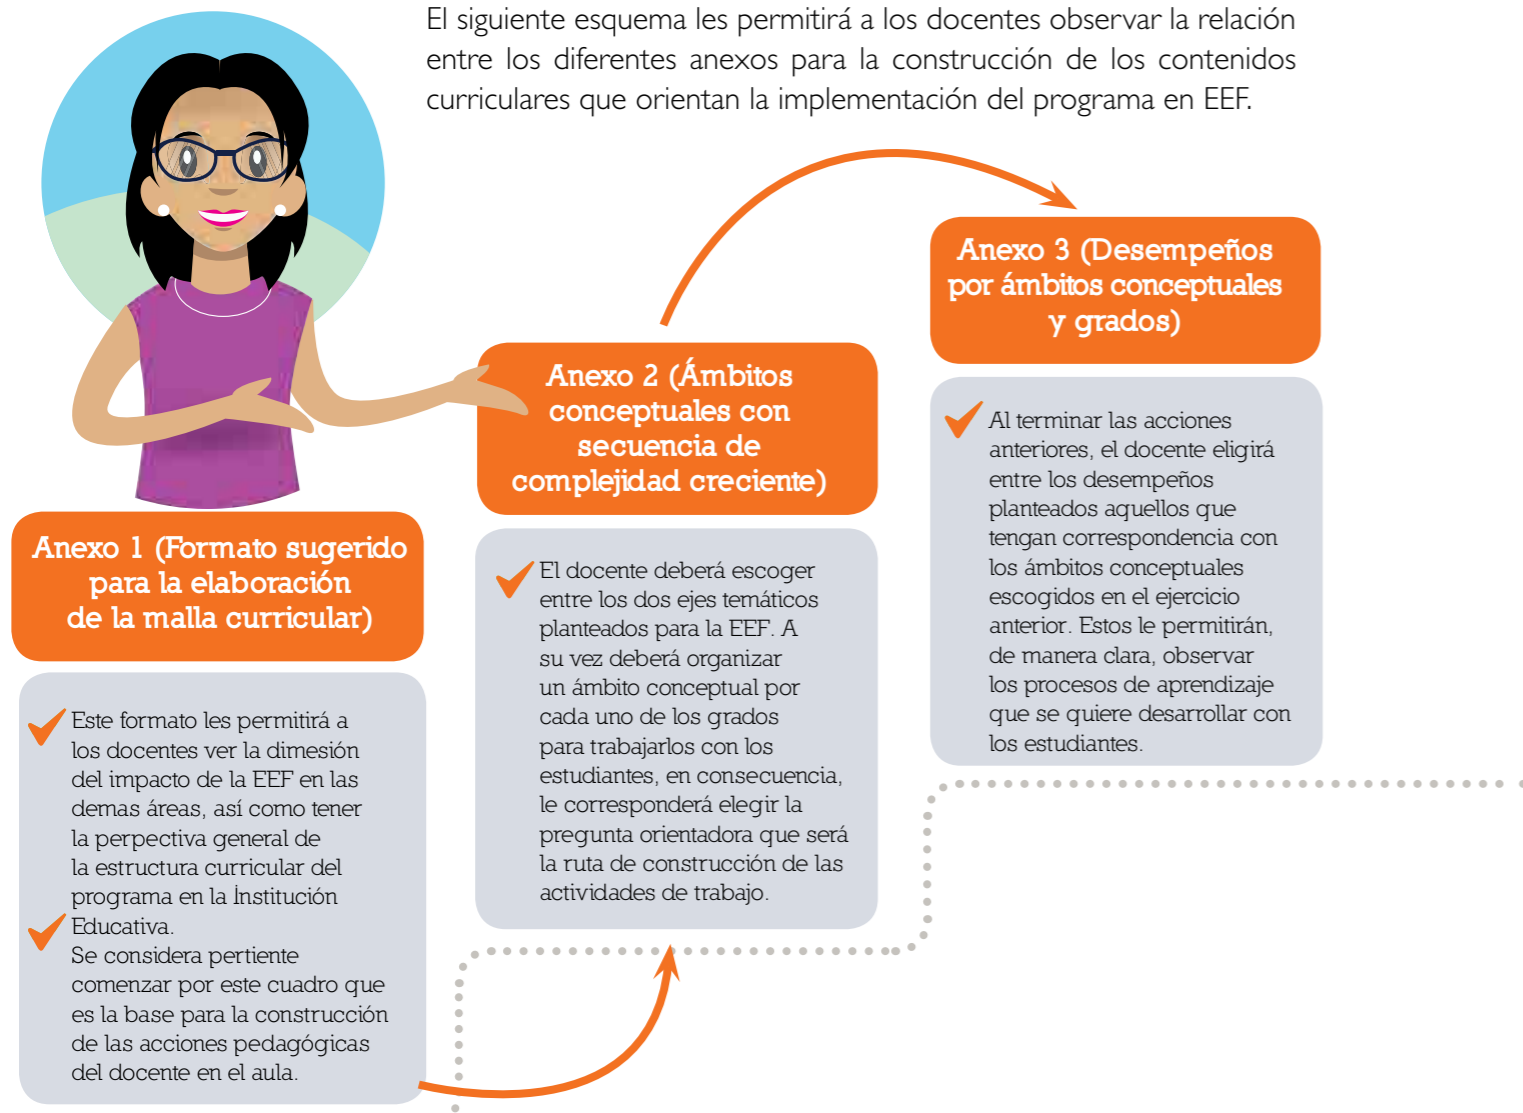 El siguiente esquema les permitirá a los docentes observar la relación
entre los diferentes anexos para la construcción de los contenidos
curriculares que orientan la implementación del programa en EEF.
Anexo 1 (Formato sugerido
para la elaboración
de la malla curricular)
Este formato les permitirá a
los docentes ver la dimesión
del impacto de la EEF en las
demas áreas, así como tener
la perpectiva general de
la estructura curricular del
programa en la Institución
Educativa.
Se considera pertiente
comenzar por este cuadro que
es la base para la construcción
de las acciones pedagógicas
del docente en el aula.
Anexo 2 (Ámbitos
conceptuales con
secuencia de
complejidad creciente)
El docente deberá escoger
entre los dos ejes temáticos
planteados para la EEF. A
su vez deberá organizar
un ámbito conceptual por
cada uno de los grados
para trabajarlos con los
estudiantes, en consecuencia,
le corresponderá elegir la
pregunta orientadora que será
la ruta de construcción de las
actividades de trabajo.
Anexo 3 (Desempeños
por ámbitos conceptuales
y grados)
Al terminar las acciones
anteriores, el docente eligirá
entre los desempeños
planteados aquellos que
tengan correspondencia con
los ámbitos conceptuales
escogidos en el ejercicio
anterior. Estos le permitirán,
de manera clara, observar
los procesos de aprendizaje
que se quiere desarrollar con
los estudiantes.